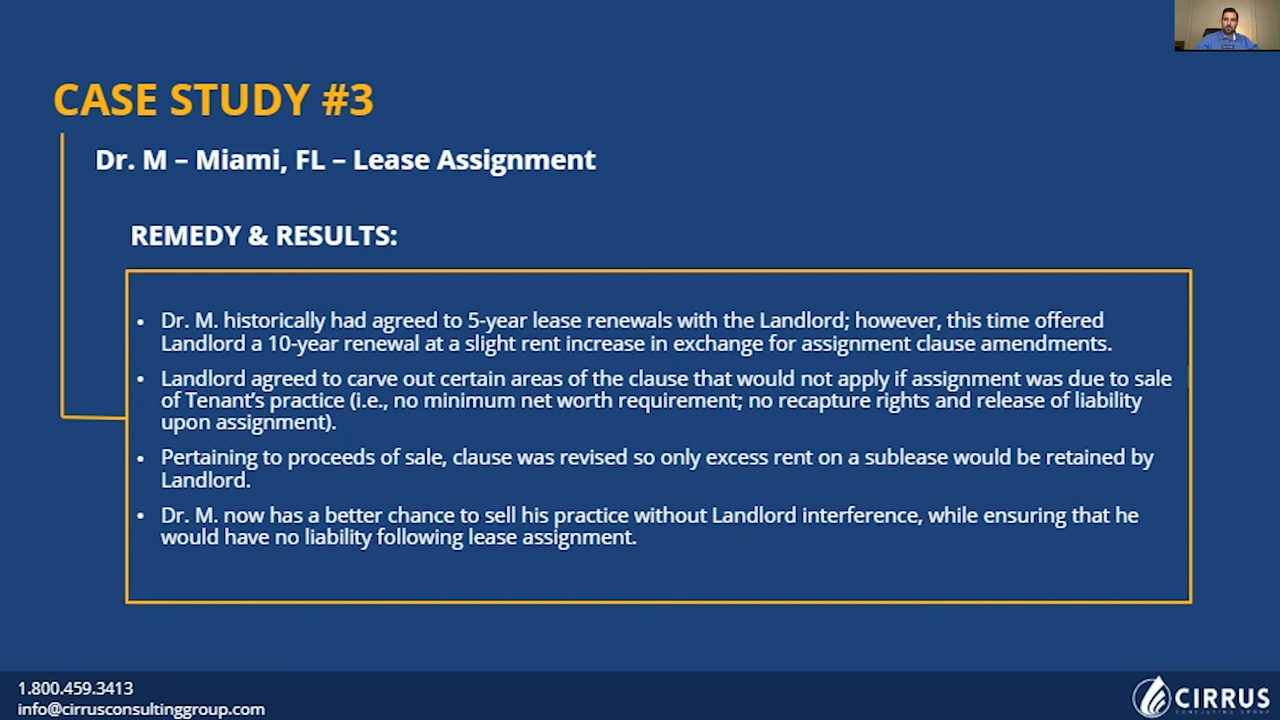 CASE STUDY #3
Dr. M – Miami, FL – Lease Assignment
REMEDY & RESULTS:
• Dr. M. historically had agreed to 5-year lease renewals with the Landlord; however, this time offered
Landlord a 10-year renewal at a slight rent increase in exchange for assignment clause amendments.
• Landlord agreed to carve out certain areas of the clause that would not apply if assignment was due to sale
of Tenant's practice (i.e., no minimum net worth requirement; no recapture rights and release of liability
upon assignment).
• Pertaining to proceeds of sale, clause was revised so only excess rent on a sublease would be retained by
Landlord.
• Dr. M. now has a better chance to sell his practice without Landlord interference, while ensuring that he
would have no liability following lease assignment.
1.800.459.3413
info@cirrusconsultinggroup.com
CIRRUS
CONSULTING GROUP